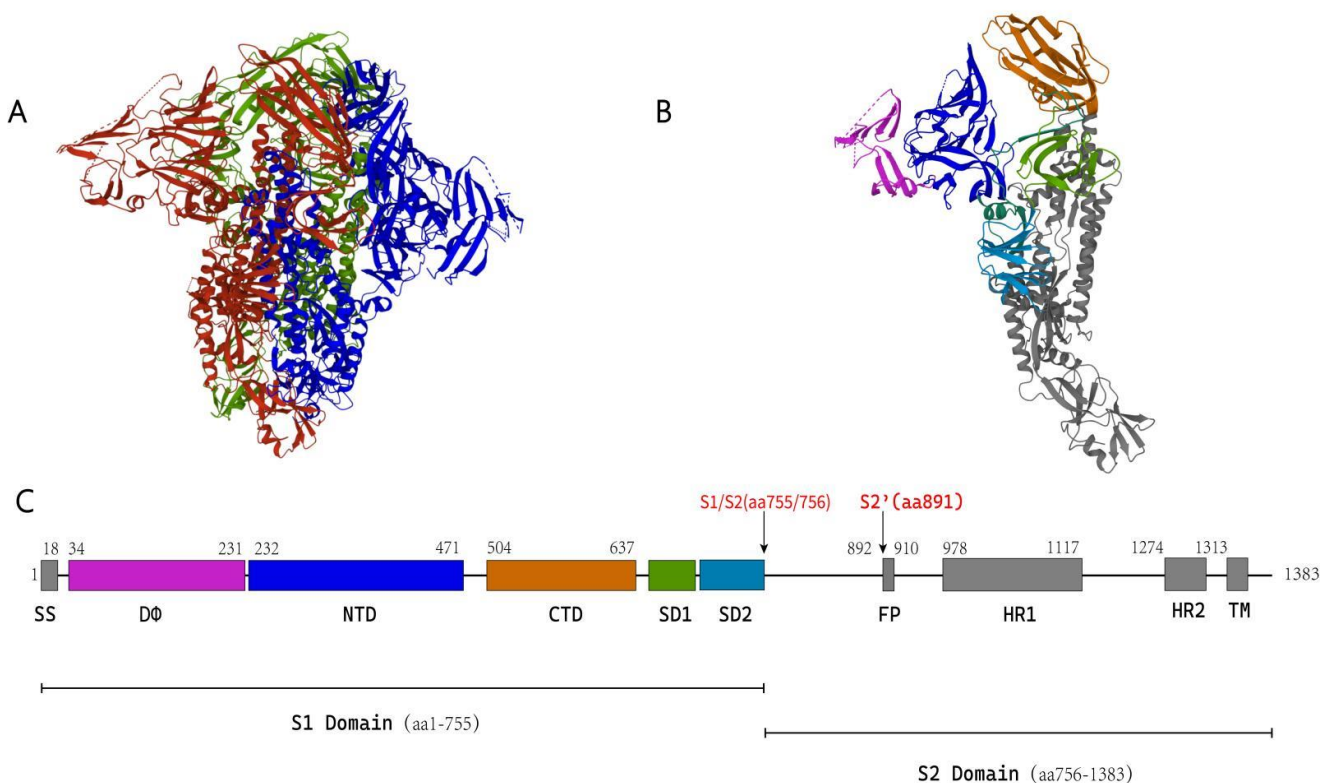 A
B
C
S1/S2(aa755/756) S2'(aa891)
18 34 231 232 471 504 637 892 910 978 1117 1274 1313
1 1383
SS DΦ NTD CTD SD1 SD2 FP HR1 HR2 TM
S1 Domain (aa1-755)
S2 Domain (aa756-1383)